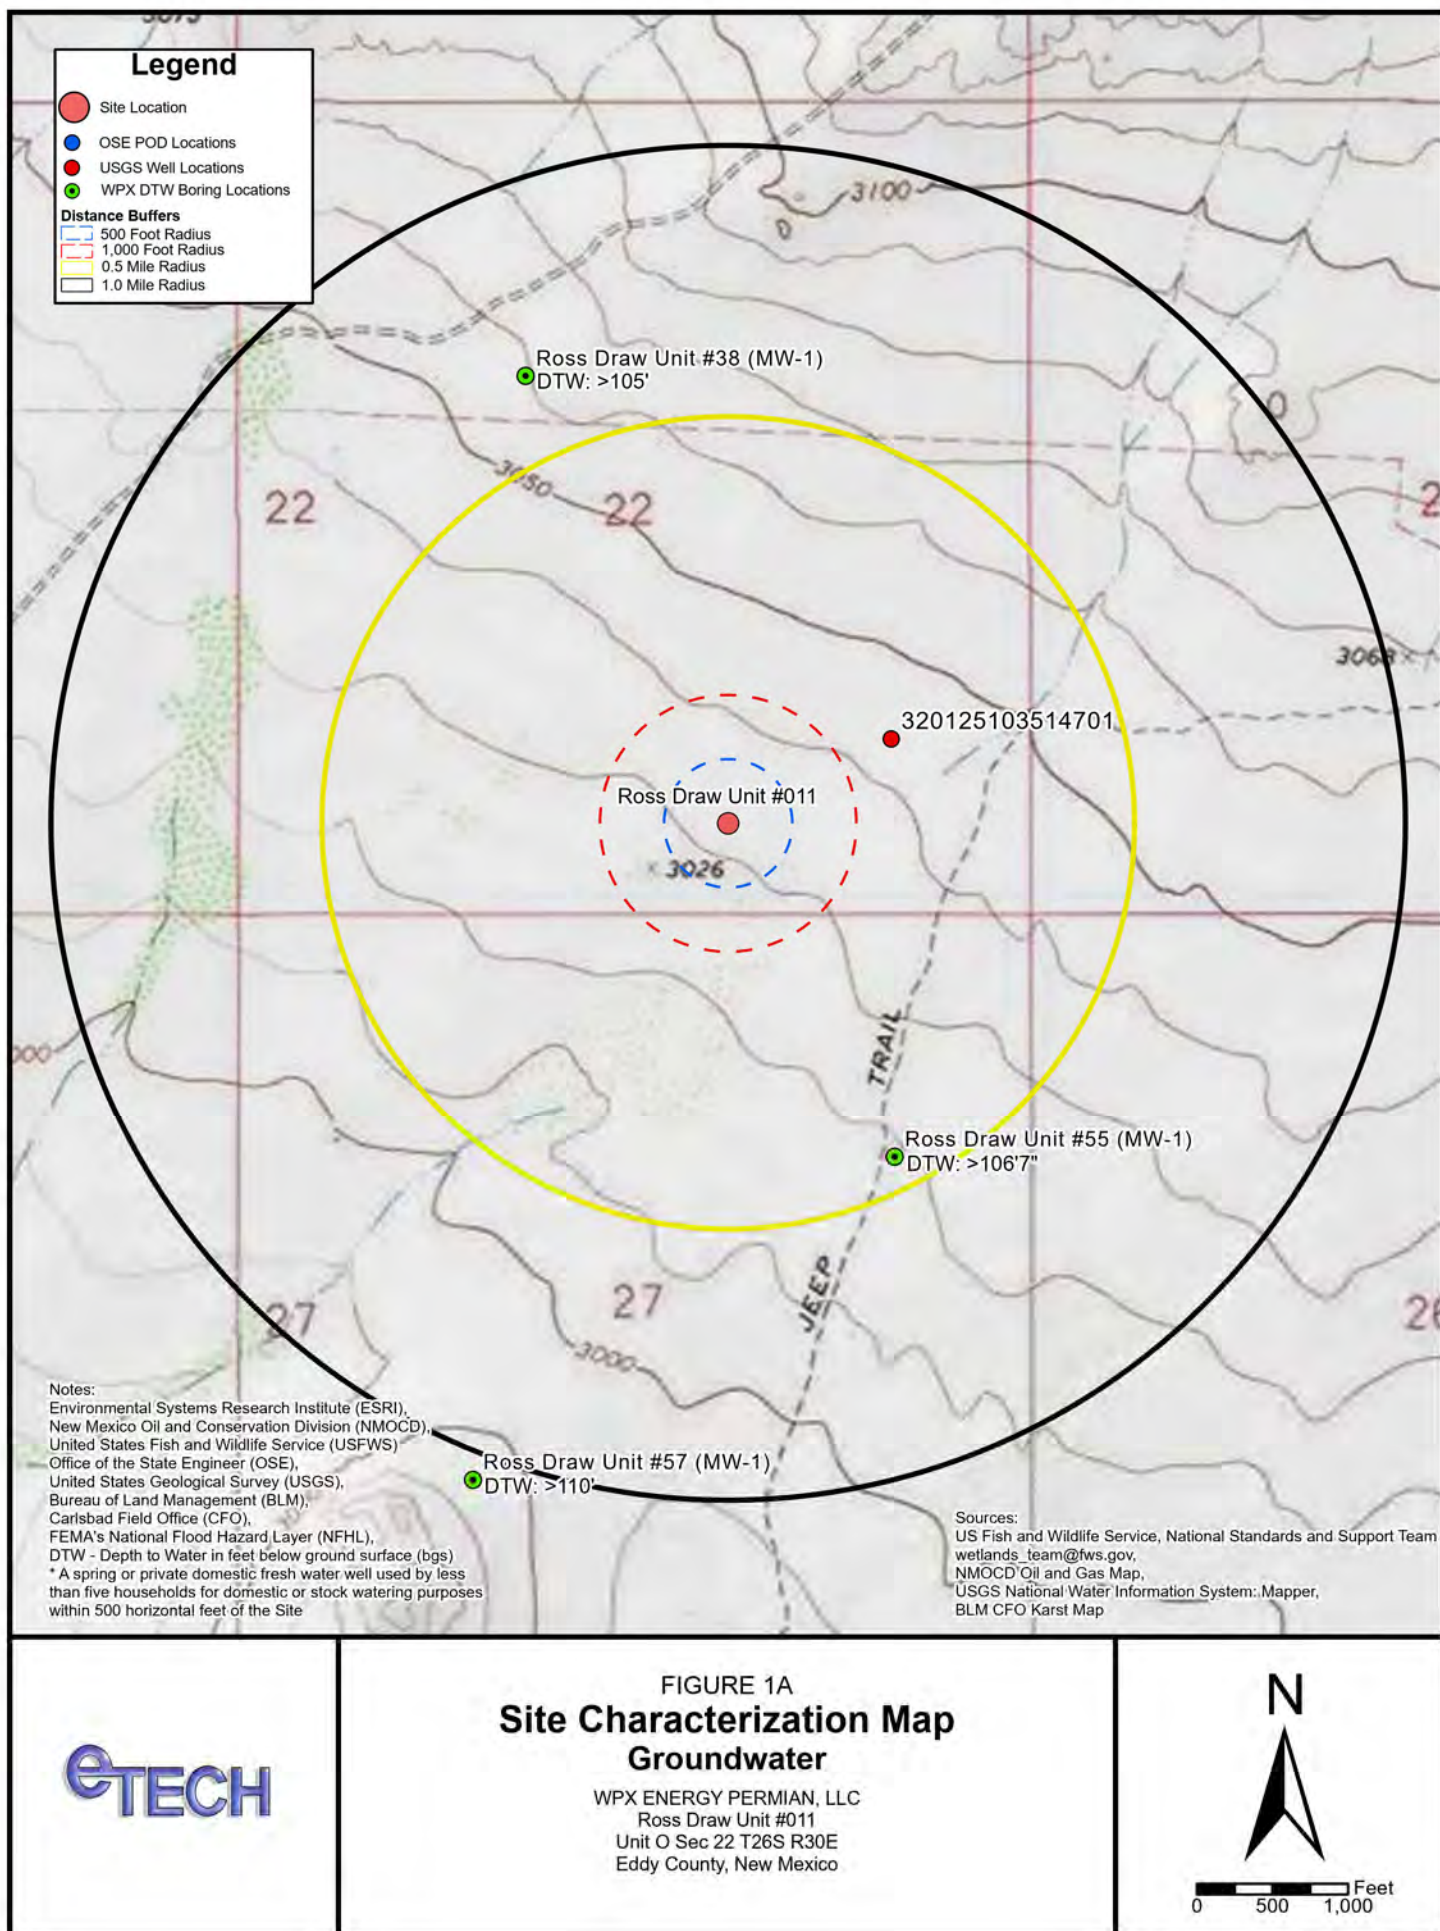 Legend
Site Location
OSE POD Locations
USGS Well Locations
WPX DTW Boring Locations
Distance Buffers
500 Foot Radius
1,000 Foot Radius
0.5 Mile Radius
1.0 Mile Radius
3100
Ross Draw Unit #38 (MW-1)
DTW: >105'
3050
22
22
3068
320125103514701
Ross Draw Unit #011
3026
TRAIL
Ross Draw Unit #55 (MW-1)
DTW: >106'7"
JEEP
27
27
3000
Ross Draw Unit #57 (MW-1)
DTW: >110'
Notes:
Environmental Systems Research Institute (ESRI),
New Mexico Oil and Conservation Division (NMOCD),
United States Fish and Wildlife Service (USFWS)
Office of the State Engineer (OSE),
United States Geological Survey (USGS),
Bureau of Land Management (BLM),
Carlsbad Field Office (CFO),
FEMA's National Flood Hazard Layer (NFHL),
DTW - Depth to Water in feet below ground surface (bgs)
* A spring or private domestic fresh water well used by less
than five households for domestic or stock watering purposes
within 500 horizontal feet of the Site
Sources:
US Fish and Wildlife Service, National Standards and Support Team
wetlands_team@fws.gov,
NMOCD Oil and Gas Map,
USGS National Water Information System: Mapper,
BLM CFO Karst Map
eTECH
FIGURE 1A
Site Characterization Map
Groundwater
WPX ENERGY PERMIAN, LLC
Ross Draw Unit #011
Unit O Sec 22 T26S R30E
Eddy County, New Mexico
N
Feet
0 500 1,000